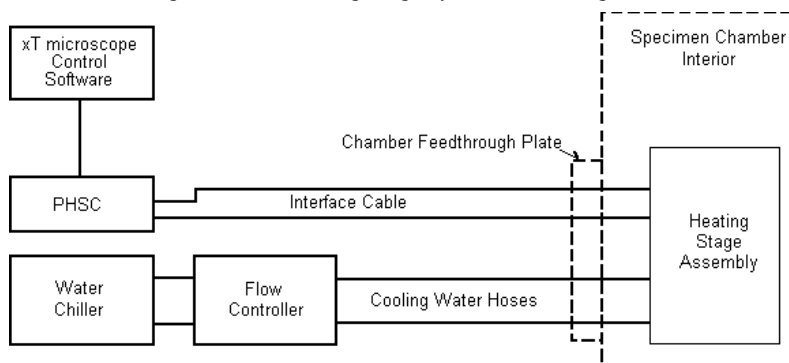 xT microscope
Control
Software
Specimen Chamber
Interior
Chamber Feedthrough Plate
PHSC
Interface Cable
Heating
Stage
Assembly
Water
Chiller
Flow
Controller
Cooling Water Hoses